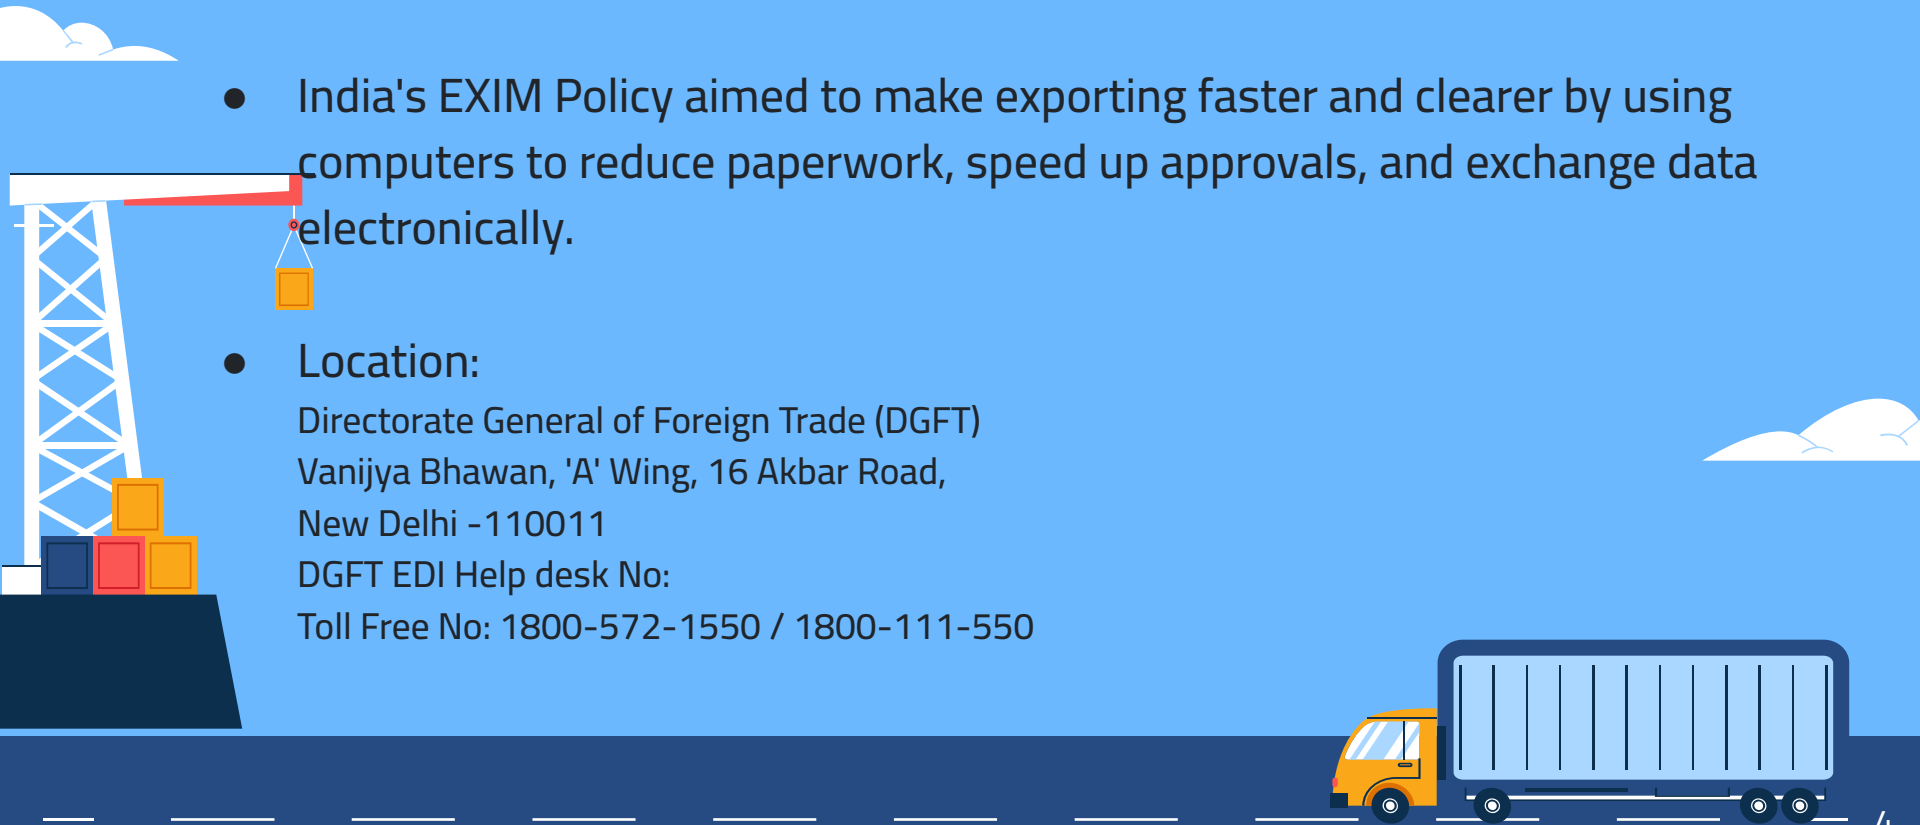 ● India's EXIM Policy aimed to make exporting faster and clearer by using
computers to reduce paperwork, speed up approvals, and exchange data
electronically.
● Location:
Directorate General of Foreign Trade (DGFT)
Vanijya Bhawan, 'A' Wing, 16 Akbar Road,
New Delhi -110011
DGFT EDI Help desk No:
Toll Free No: 1800-572-1550 / 1800-111-550